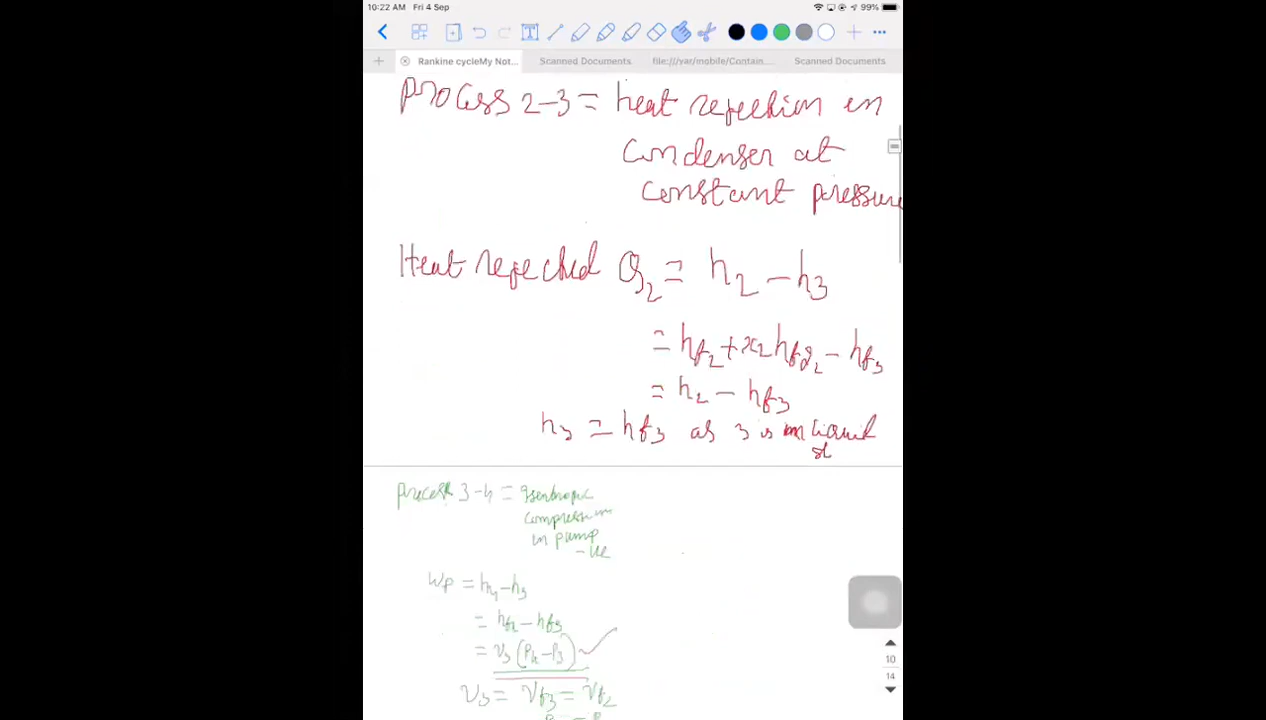 10:22 AM Fri 4 Sep
99%
Rankine cycleMy Not...
Scanned Documents
file:///var/mobile/Contain...
Scanned Documents
Process 2-3 = heat rejection in
condenser at
constant pressure
Heat rejected Q₂ = h₂ - h₃
= hf₂ + x₂ hfg₂ - hf₃
= h₂ - hf₃
h₃ = hf₃ as 3 is in liquid
st
process 3-4 = Isentropic
compression
in pump
-ve
Wp = h₄ - h₃
= hf₄ - hf₃
= v₃ (P₄ - P₃)
v₃ = vf₃ = vf₂
10
14